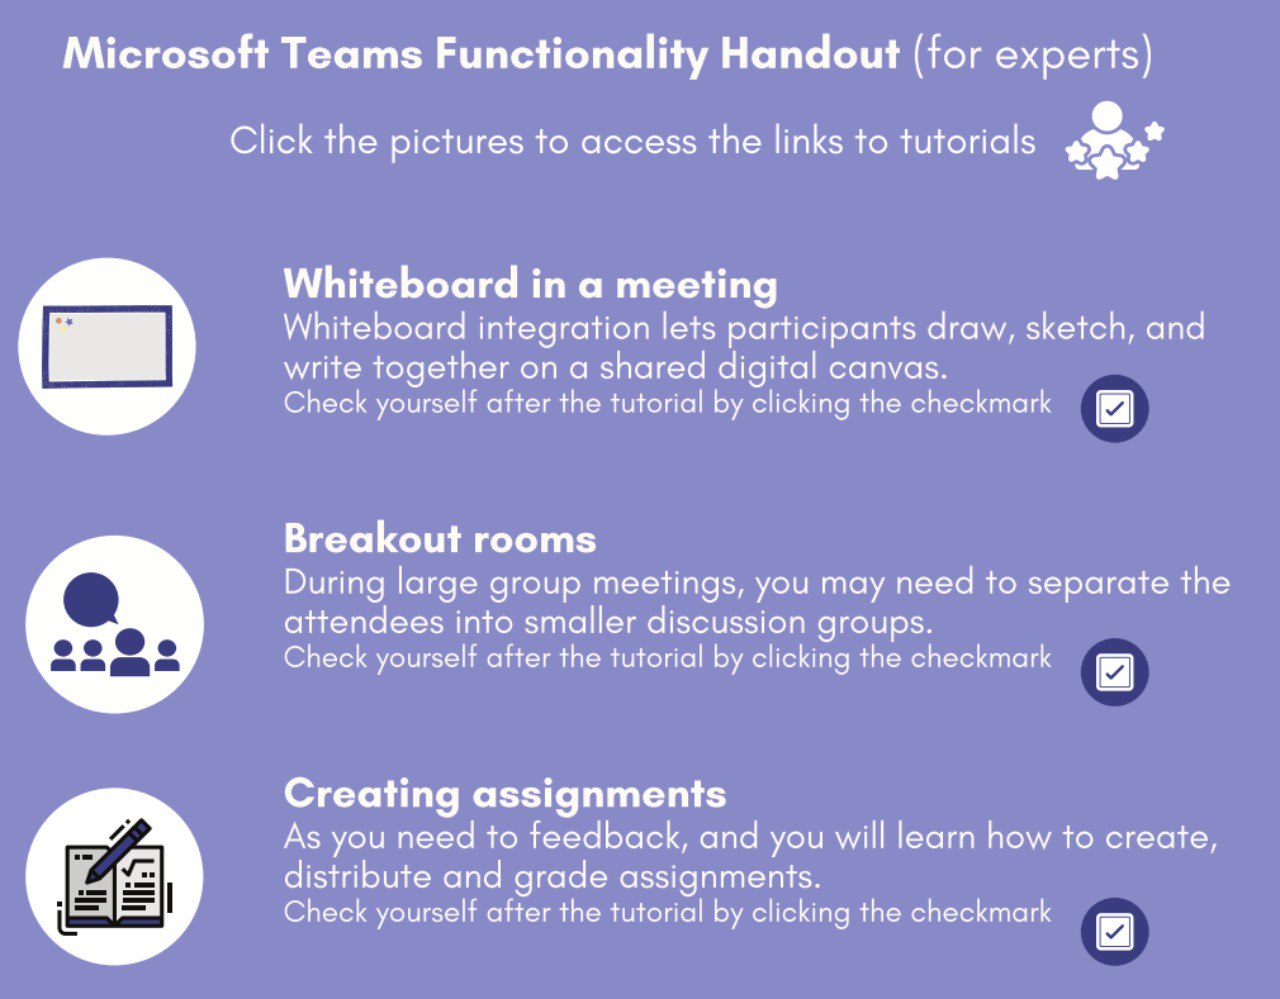 Microsoft Teams Functionality Handout (for experts)
Click the pictures to access the links to tutorials
Whiteboard in a meeting
Whiteboard integration lets participants draw, sketch, and
write together on a shared digital canvas.
Check yourself after the tutorial by clicking the checkmark
Breakout rooms
During large group meetings, you may need to separate the
attendees into smaller discussion groups.
Check yourself after the tutorial by clicking the checkmark
Creating assignments
As you need to feedback, and you will learn how to create,
distribute and grade assignments.
Check yourself after the tutorial by clicking the checkmark